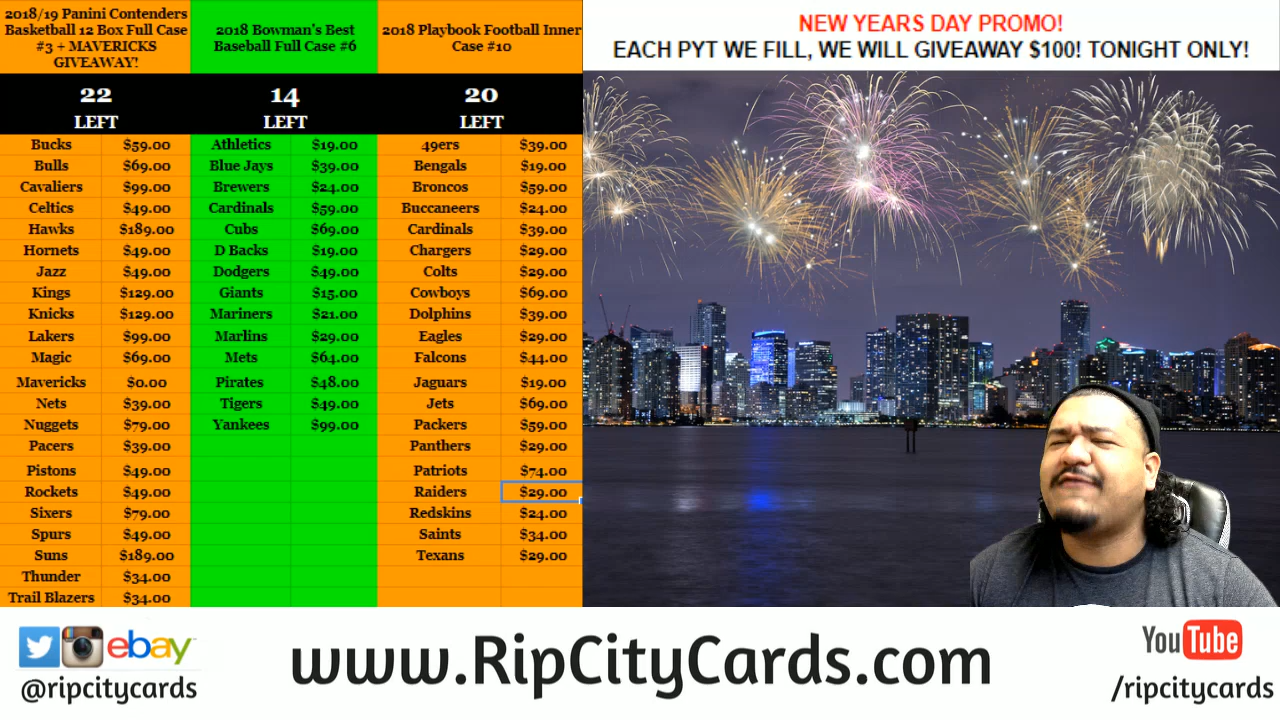 2018/19 Panini Contenders
Basketball 12 Box Full Case
#3 + MAVERICKS
GIVEAWAY!
22
LEFT
Bucks $59.00
Bulls $69.00
Cavaliers $99.00
Celtics $49.00
Hawks $189.00
Hornets $49.00
Jazz $49.00
Kings $129.00
Knicks $129.00
Lakers $99.00
Magic $69.00
Mavericks $0.00
Nets $39.00
Nuggets $79.00
Pacers $39.00
Pistons $49.00
Rockets $49.00
Sixers $79.00
Spurs $49.00
Suns $189.00
Thunder $34.00
Trail Blazers $34.00
2018 Bowman's Best
Baseball Full Case #6
14
LEFT
Athletics $19.00
Blue Jays $39.00
Brewers $24.00
Cardinals $59.00
Cubs $69.00
D Backs $19.00
Dodgers $49.00
Giants $15.00
Mariners $21.00
Marlins $29.00
Mets $64.00
Pirates $48.00
Tigers $49.00
Yankees $99.00
2018 Playbook Football Inner
Case #10
20
LEFT
49ers $39.00
Bengals $19.00
Broncos $59.00
Buccaneers $24.00
Cardinals $39.00
Chargers $29.00
Colts $29.00
Cowboys $69.00
Dolphins $39.00
Eagles $29.00
Falcons $44.00
Jaguars $19.00
Jets $69.00
Packers $59.00
Panthers $29.00
Patriots $74.00
Raiders $29.00
Redskins $24.00
Saints $34.00
Texans $29.00
NEW YEARS DAY PROMO!
EACH PYT WE FILL, WE WILL GIVEAWAY $100! TONIGHT ONLY!
ebay
@ripcitycards
www.RipCityCards.com
YouTube
/ripcitycards